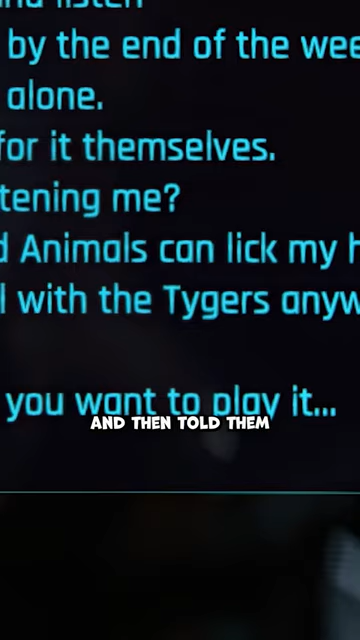 listen
by the end of the wee
alone.
for it themselves.
tening me?
d Animals can lick my h
l with the Tygers anyw
you want to play it...
AND THEN TOLD THEM